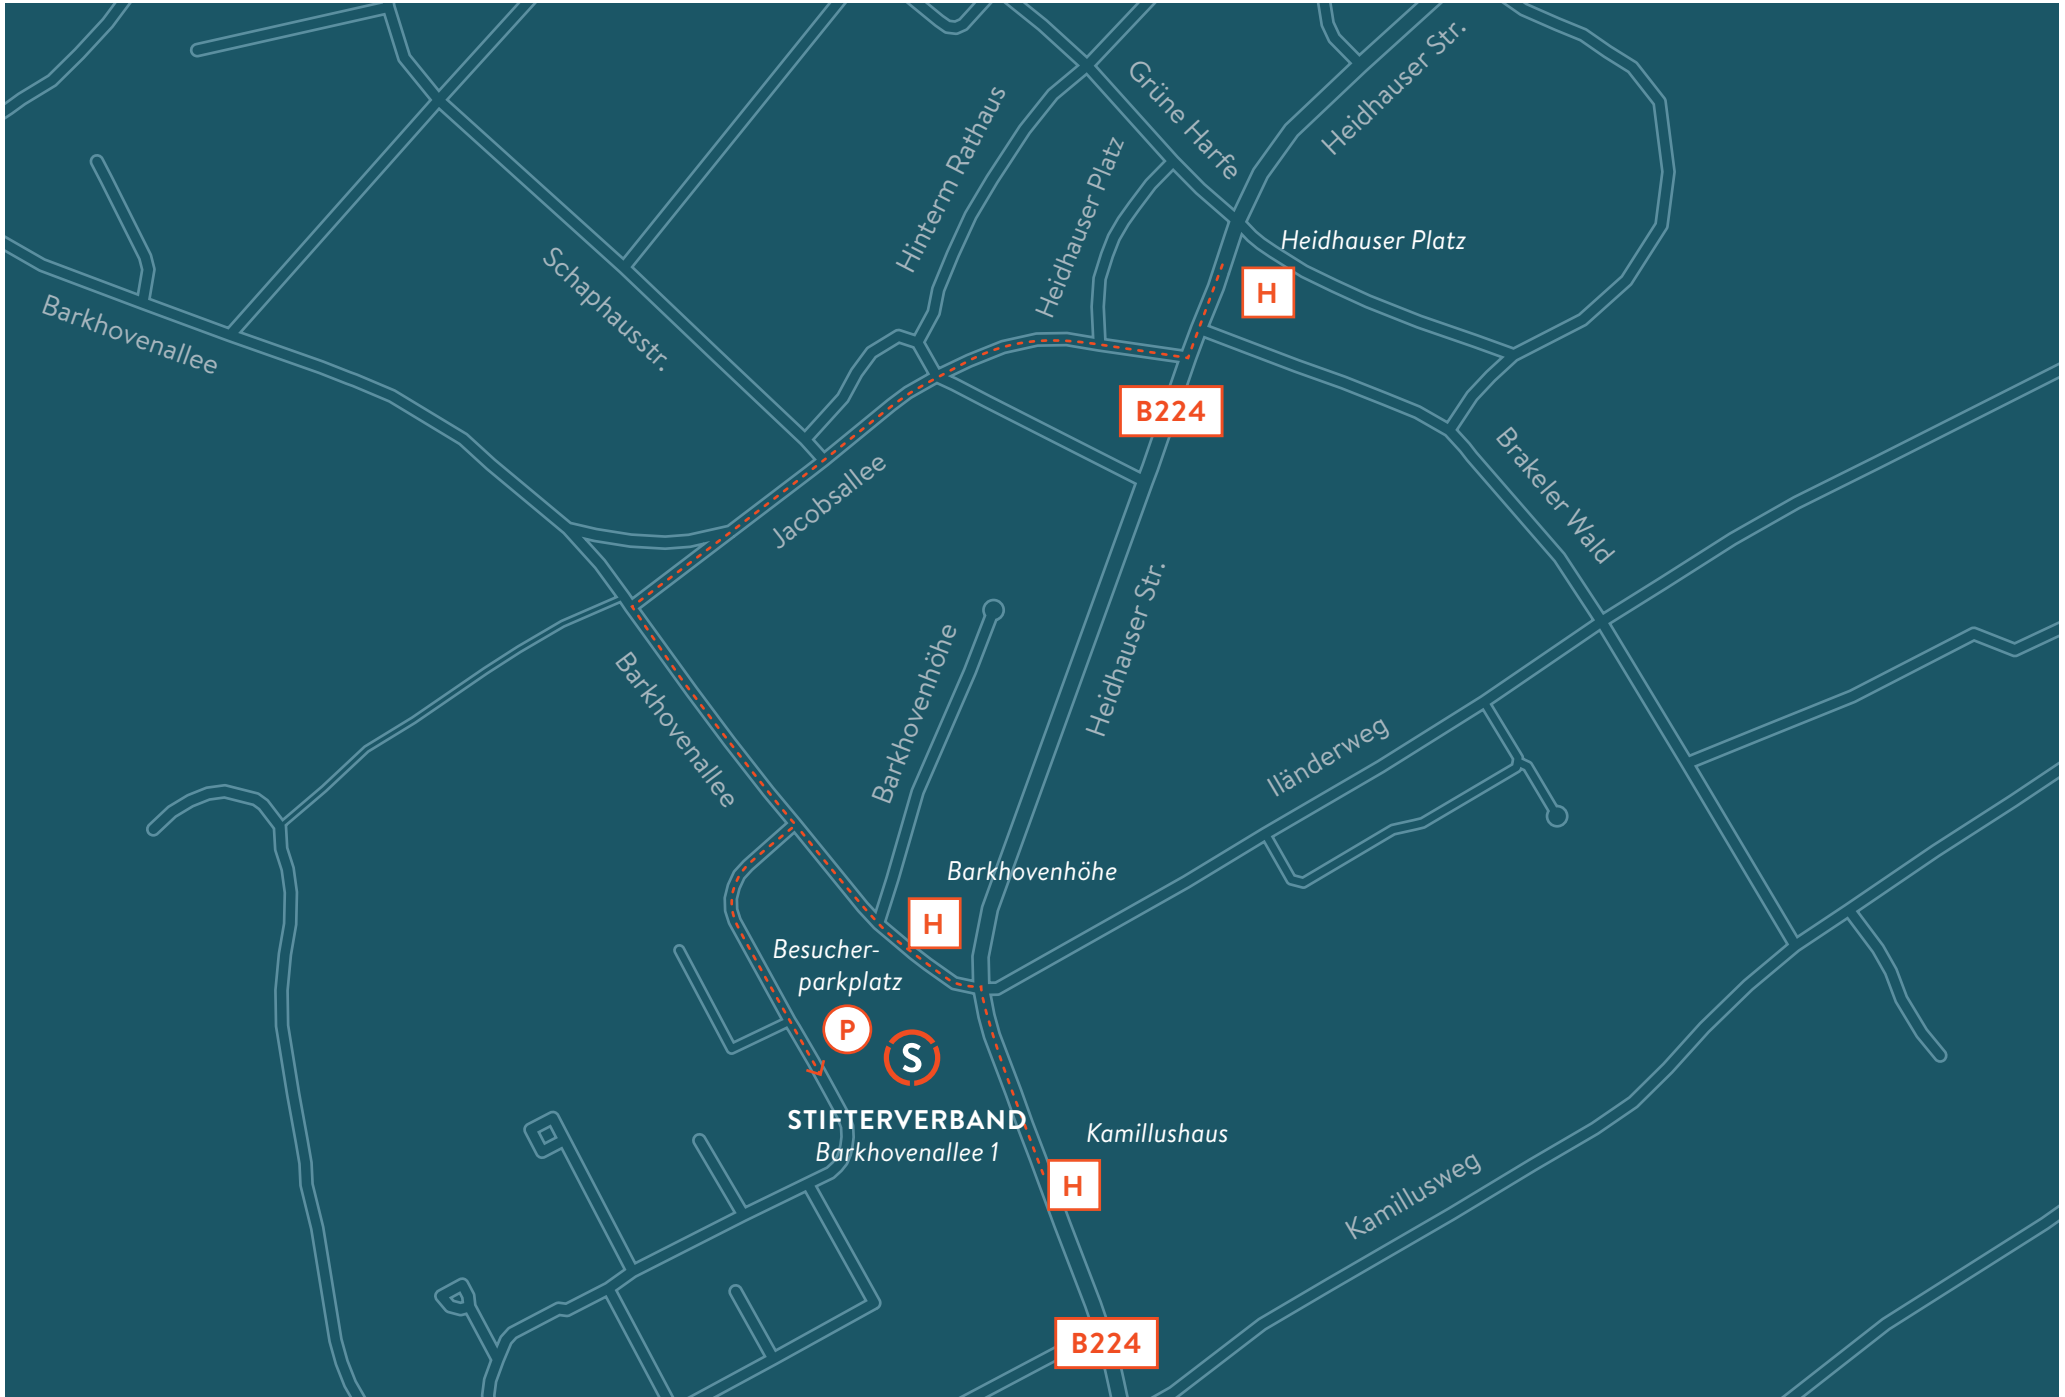 Grüne Harfe
Heidhauser Str.
Hinterm Rathaus
Heidhauser Platz
Heidhauser Platz
H
Schaphausstr.
Barkhovenallee
B224
Jacobsallee
Brakeler Wald
Heidhauser Str.
Barkhovenhöhe
Barkhovenallee
Iländerweg
Barkhovenhöhe
H
Besucher-
parkplatz
P
S
STIFTERVERBAND
Barkhovenallee 1
Kamillushaus
H
Kamillusweg
B224